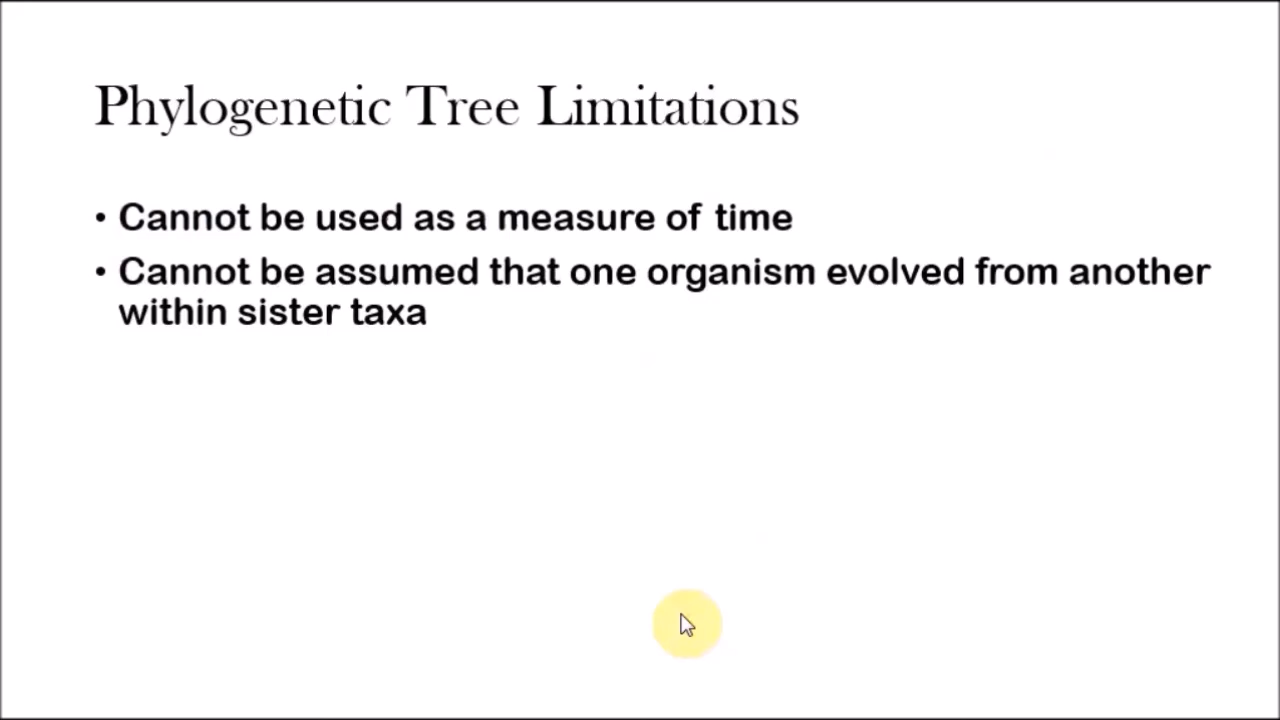 Phylogenetic Tree Limitations
• Cannot be used as a measure of time
• Cannot be assumed that one organism evolved from another
within sister taxa